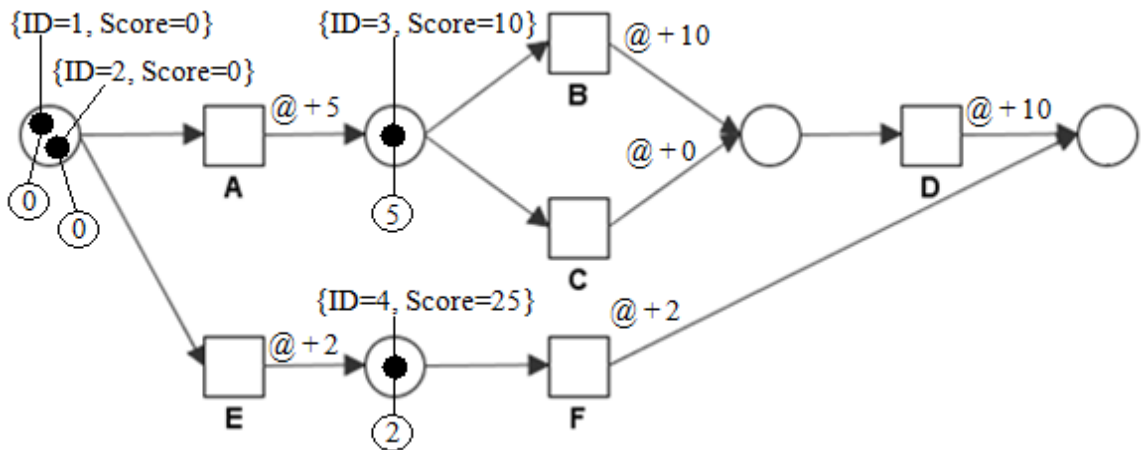 {ID=1, Score=0}
{ID=3, Score=10}
@ + 10
{ID=2, Score=0}
B
@ + 5
@ + 10
@ + 0
A
D
0
0
5
C
{ID=4, Score=25}
@ + 2
@ + 2
E
F
2